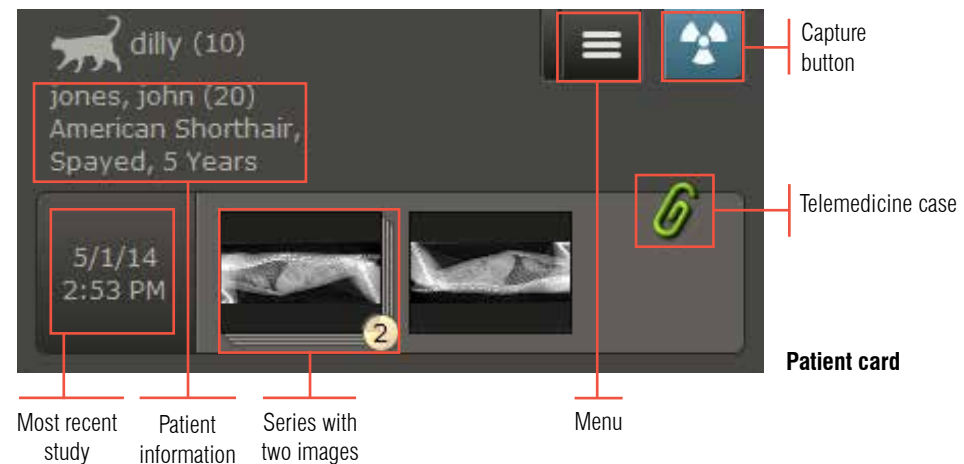 dilly (10)
jones, john (20)
American Shorthair,
Spayed, 5 Years
5/1/14
2:53 PM
2
Capture
button
Telemedicine case
Patient card
Most recent
study
Patient
information
Series with
two images
Menu